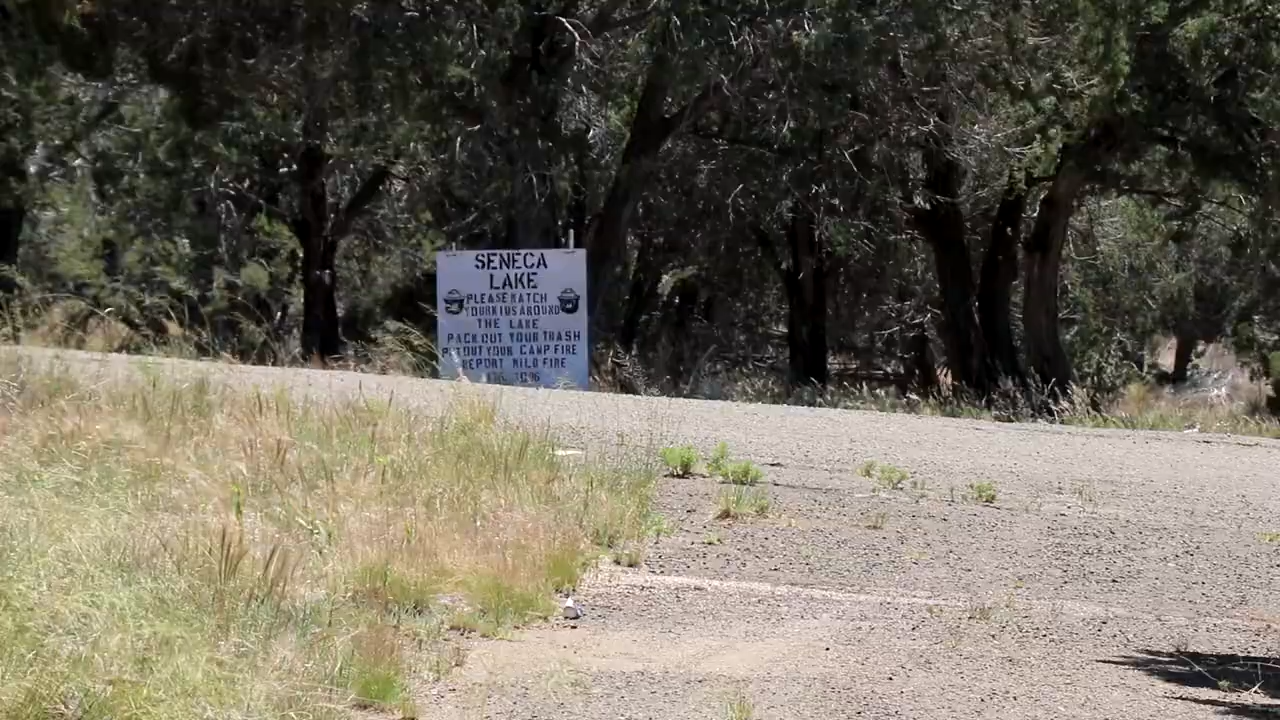 SENECA
LAKE
PLEASE WATCH
YOUR KIDS AROUND
THE LAKE
PACK OUT YOUR TRASH
PUT OUT YOUR CAMP FIRE
REPORT WILD FIRE